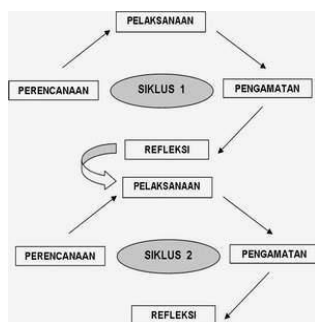 PELAKSANAAN
PERENCANAAN
SIKLUS 1
PENGAMATAN
REFLEKSI
PELAKSANAAN
PERENCANAAN
SIKLUS 2
PENGAMATAN
REFLEKSI